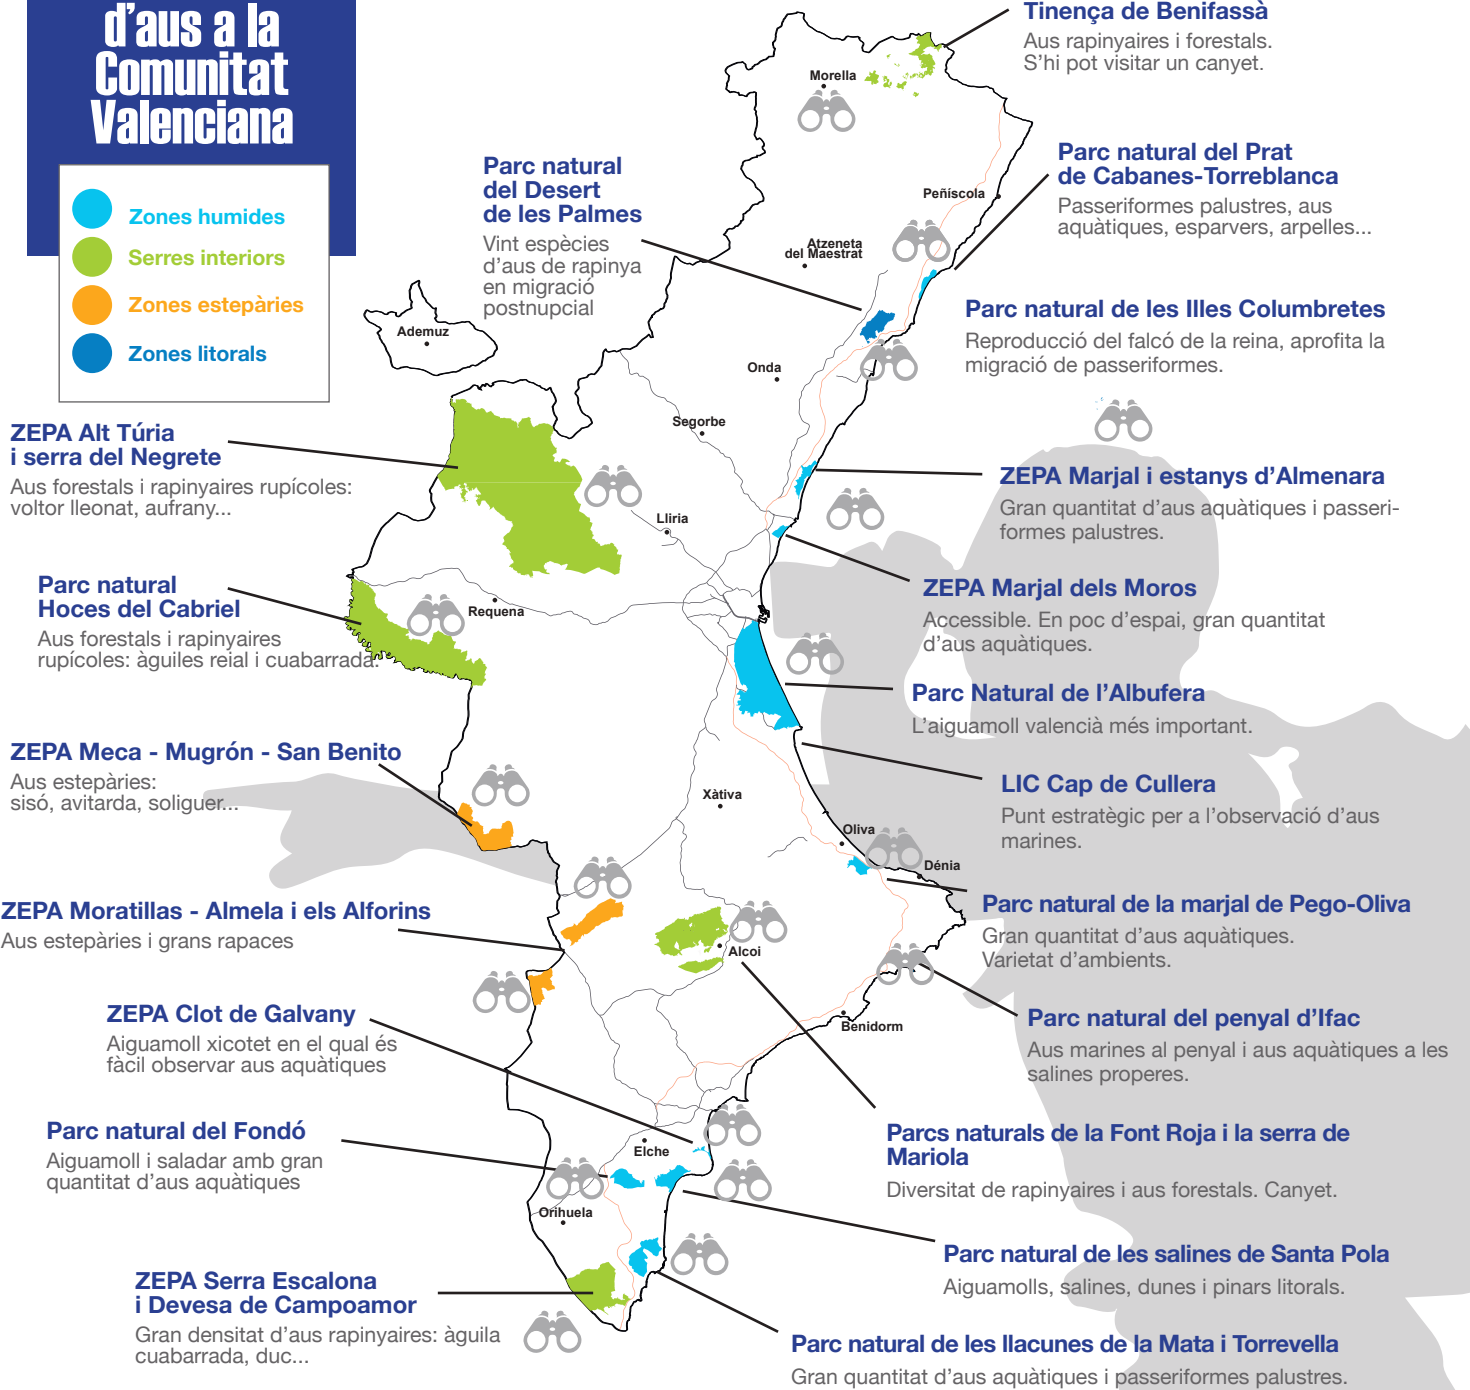 d'aus a la
Comunitat
Valenciana
Zones humides
Serres interiors
Zones estepàries
Zones litorals
Tinença de Benifassà
Aus rapinyaires i forestals.
S'hi pot visitar un canyet.
Morella
Parc natural
del Desert
de les Palmes
Vint espècies
d'aus de rapinya
en migració
postnupcial
Parc natural del Prat
de Cabanes-Torreblanca
Passeriformes palustres, aus
aquàtiques, esparvers, arpelles...
Peñíscola
Atzeneta
del Maestrat
Parc natural de les Illes Columbretes
Reproducció del falcó de la reina, aprofita la
migració de passeriformes.
Ademuz
Onda
Segorbe
ZEPA Alt Túria
i serra del Negrete
Aus forestals i rapinyaires rupícoles:
voltor lleonat, aufrany...
ZEPA Marjal i estanys d'Almenara
Gran quantitat d'aus aquàtiques i passeri-
formes palustres.
Lliria
Parc natural
Hoces del Cabriel
Aus forestals i rapinyaires
rupícoles: àguiles reial i cuabarrada.
Requena
ZEPA Marjal dels Moros
Accessible. En poc d'espai, gran quantitat
d'aus aquàtiques.
Parc Natural de l'Albufera
L'aiguamoll valencià més important.
ZEPA Meca - Mugrón - San Benito
Aus estepàries:
sisó, avitarda, soliguer...
LIC Cap de Cullera
Punt estratègic per a l'observació d'aus
marines.
Xàtiva
Oliva
Dénia
ZEPA Moratillas - Almela i els Alforins
Aus estepàries i grans rapaces
Parc natural de la marjal de Pego-Oliva
Gran quantitat d'aus aquàtiques.
Varietat d'ambients.
Alcoi
ZEPA Clot de Galvany
Aiguamoll xicotet en el qual és
fàcil observar aus aquàtiques
Benidorm
Parc natural del penyal d'Ifac
Aus marines al penyal i aus aquàtiques a les
salines properes.
Parc natural del Fondó
Aiguamoll i saladar amb gran
quantitat d'aus aquàtiques
Elche
Parcs naturals de la Font Roja i la serra de
Mariola
Diversitat de rapinyaires i aus forestals. Canyet.
Orihuela
Parc natural de les salines de Santa Pola
Aiguamolls, salines, dunes i pinars litorals.
ZEPA Serra Escalona
i Devesa de Campoamor
Gran densitat d'aus rapinyaires: àguila
cuabarrada, duc...
Parc natural de les llacunes de la Mata i Torrevella
Gran quantitat d'aus aquàtiques i passeriformes palustres.